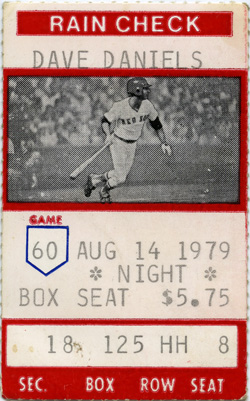 RAIN CHECK
DAVE DANIELS
RED SOX
GAME
60 AUG 14 1979
* NIGHT *
BOX SEAT $5.75
18 125 HH 8
SEC. BOX ROW SEAT